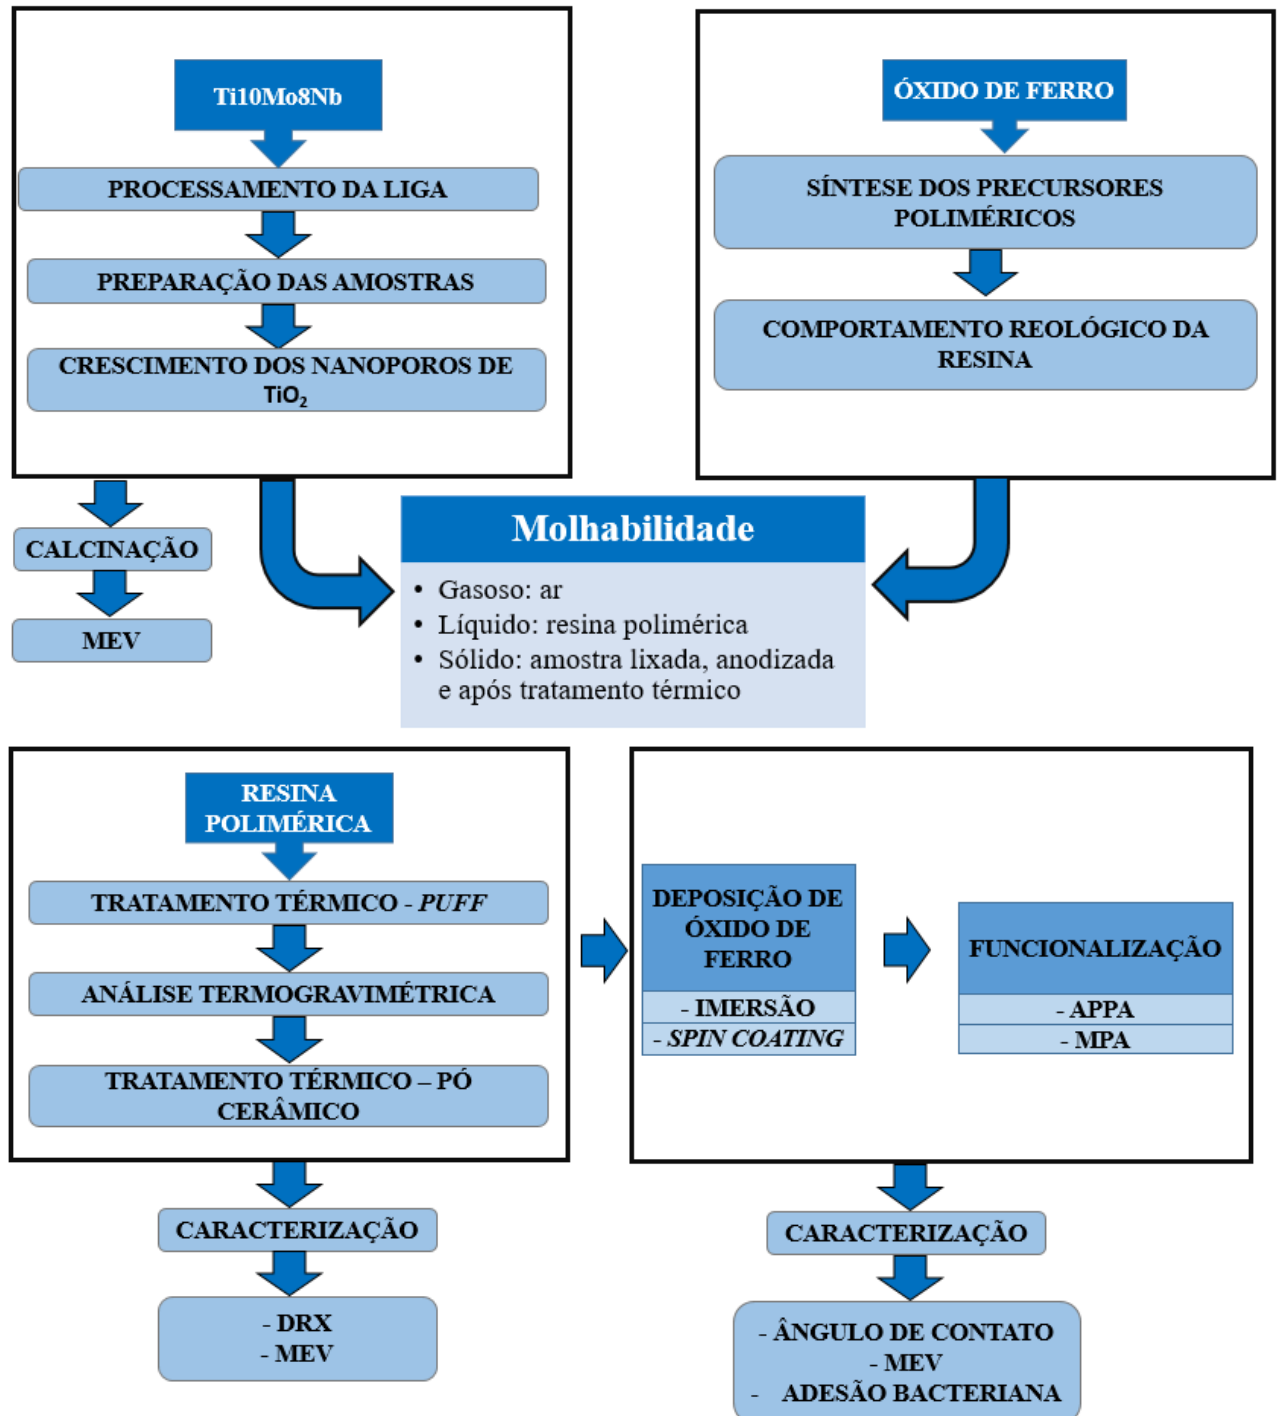 Ti10Mo8Nb
PROCESSAMENTO DA LIGA
PREPARAÇÃO DAS AMOSTRAS
CRESCIMENTO DOS NANOPOROS DE
TiO₂
ÓXIDO DE FERRO
SÍNTESE DOS PRECURSORES
POLIMÉRICOS
COMPORTAMENTO REOLÓGICO DA
RESINA
CALCINAÇÃO
MEV
Molhabilidade
• Gasoso: ar
• Líquido: resina polimérica
• Sólido: amostra lixada, anodizada
e após tratamento térmico
RESINA
POLIMÉRICA
TRATAMENTO TÉRMICO - PUFF
ANÁLISE TERMOGRAVIMÉTRICA
TRATAMENTO TÉRMICO – PÓ
CERÂMICO
DEPOSIÇÃO DE
ÓXIDO DE
FERRO
- IMERSÃO
- SPIN COATING
FUNCIONALIZAÇÃO
- APPA
- MPA
CARACTERIZAÇÃO
- DRX
- MEV
CARACTERIZAÇÃO
- ÂNGULO DE CONTATO
- MEV
- ADESÃO BACTERIANA